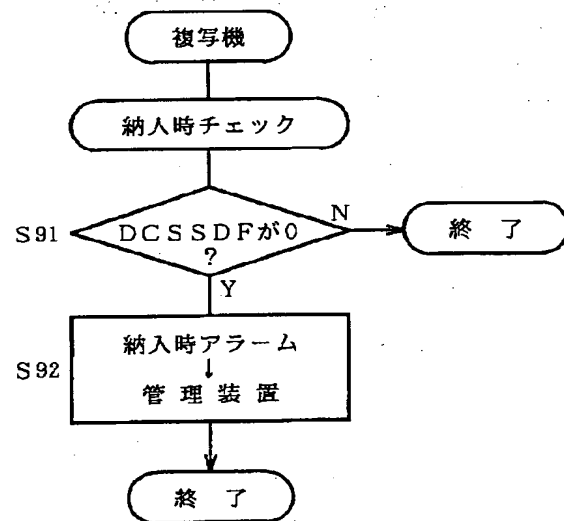 複写機
納入時チェック
S91
DCSSDFが0
?
N
終了
Y
S92
納入時アラーム
↓
管理装置
終了